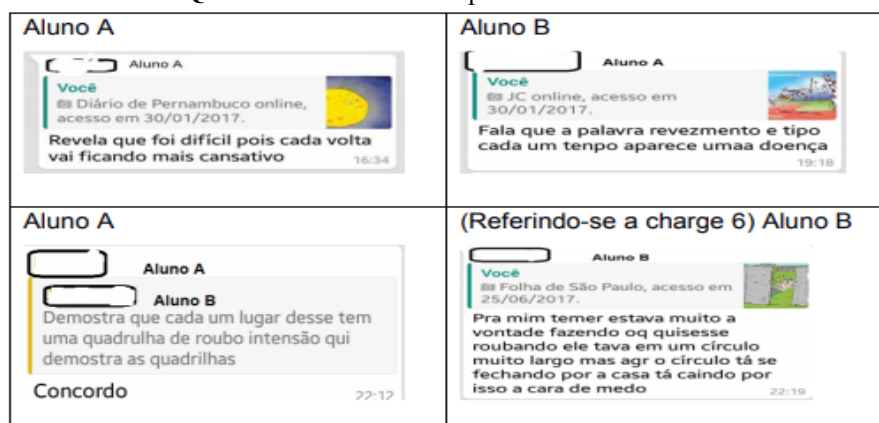 Aluno A
Aluno A
Você
Diário de Pernambuco online,
acesso em 30/01/2017.
Revela que foi difícil pois cada volta
vai ficando mais cansativo
16:34
Aluno B
Aluno A
Você
JC online, acesso em
30/01/2017.
Fala que a palavra revezmento e tipo
cada um tenpo aparece umaa doença
19:18
Aluno A
Aluno A
Aluno B
Demostra que cada um lugar desse tem
uma quadrulha de roubo intensão qui
demostra as quadrilhas
Concordo
22:12
(Referindo-se a charge 6) Aluno B
Aluno B
Você
Folha de São Paulo, acesso em
25/06/2017.
Pra mim temer estava muito a
vontade fazendo oq quisesse
roubando ele tava em um círculo
muito largo mas agr o círculo tá se
fechando por a casa tá caindo por
isso a cara de medo
22:19